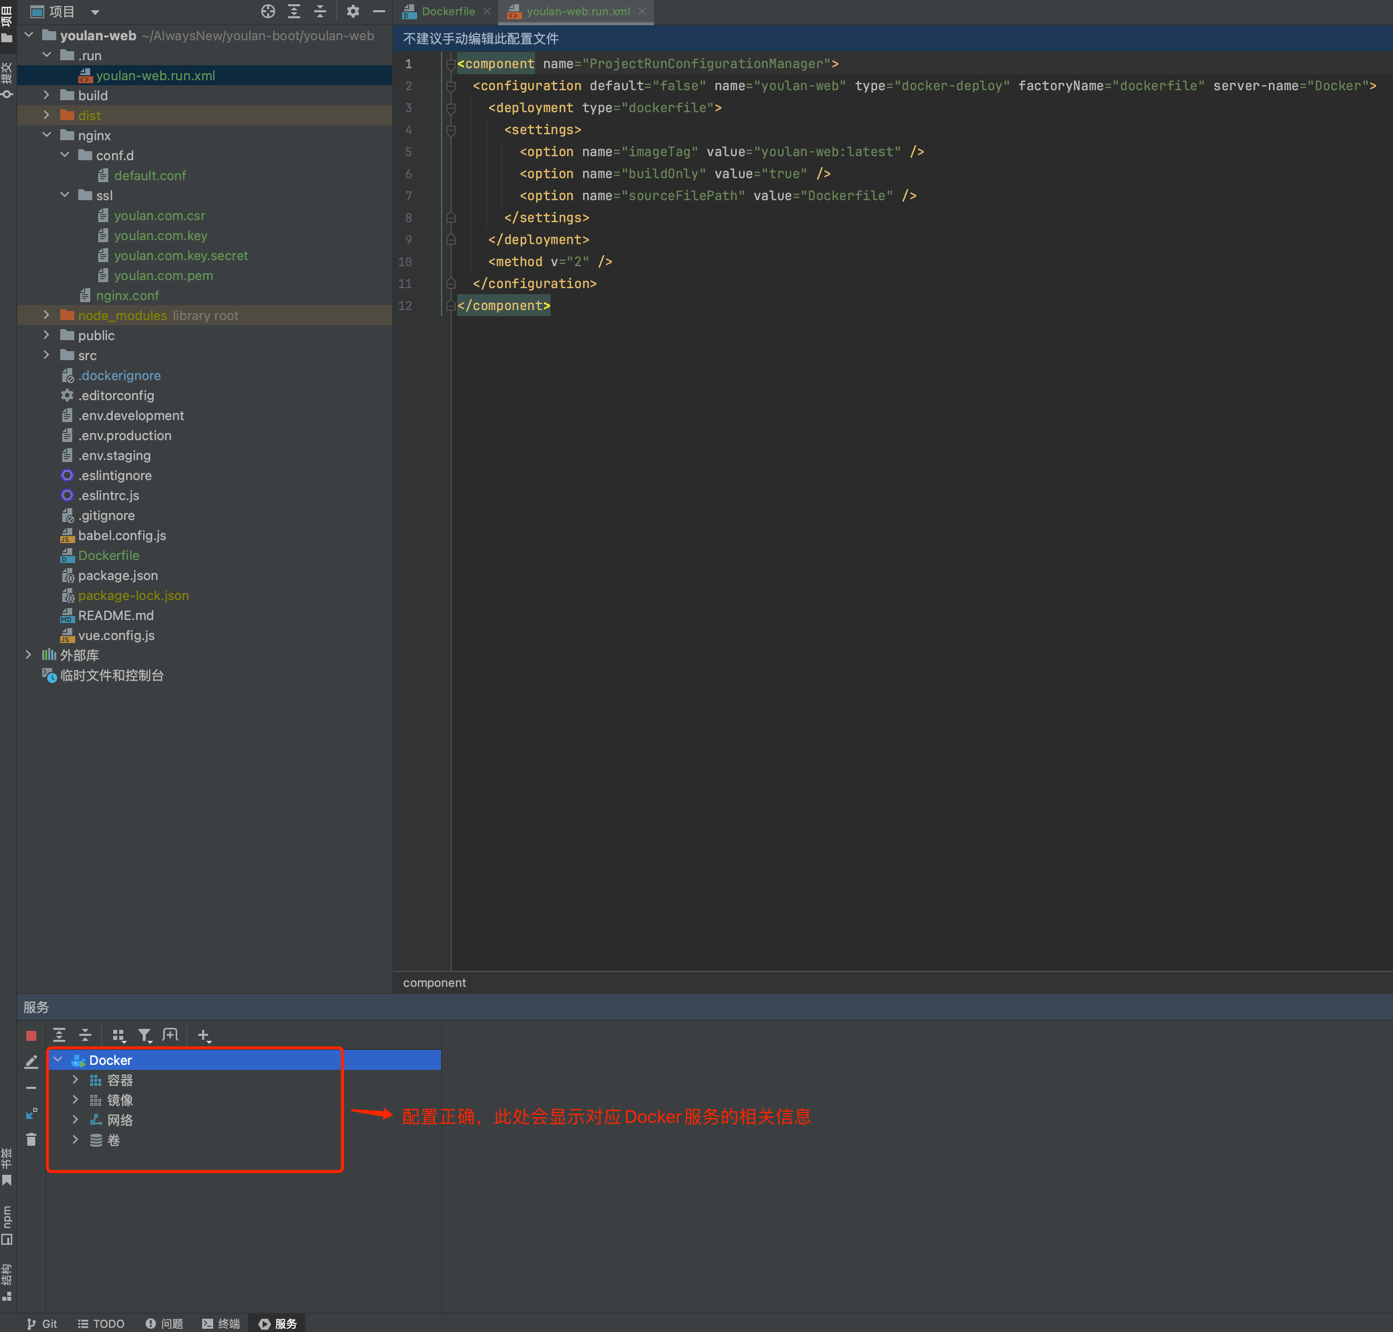 项目
Dockerfile
youlan-web.run.xml
项目
提交
youlan-web ~/AlwaysNew/youlan-boot/youlan-web
.run
youlan-web.run.xml
build
dist
nginx
conf.d
default.conf
ssl
youlan.com.csr
youlan.com.key
youlan.com.key.secret
youlan.com.pem
nginx.conf
node_modules library root
public
src
.dockerignore
.editorconfig
.env.development
.env.production
.env.staging
.eslintignore
.eslintrc.js
.gitignore
babel.config.js
Dockerfile
package.json
package-lock.json
README.md
vue.config.js
外部库
临时文件和控制台
不建议手动编辑此配置文件
1 <component name="ProjectRunConfigurationManager">
2 <configuration default="false" name="youlan-web" type="docker-deploy" factoryName="dockerfile" server-name="Docker">
3 <deployment type="dockerfile">
4 <settings>
5 <option name="imageTag" value="youlan-web:latest" />
6 <option name="buildOnly" value="true" />
7 <option name="sourceFilePath" value="Dockerfile" />
8 </settings>
9 </deployment>
10 <method v="2" />
11 </configuration>
12 </component>
component
服务
Docker
容器
镜像
网络
卷
配置正确，此处会显示对应Docker服务的相关信息
书签
npm
结构
Git TODO 问题 终端 服务